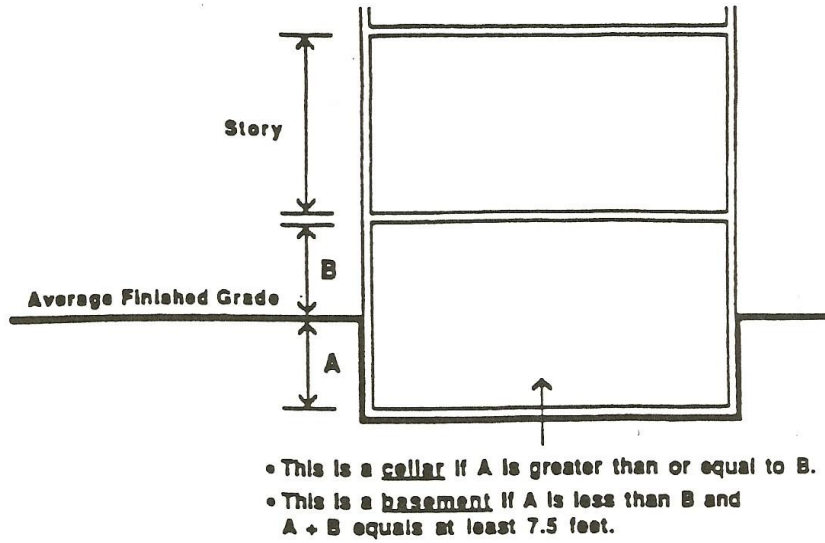 Story
B
Average Finished Grade
A
• This is a cellar if A is greater than or equal to B.
• This is a basement if A is less than B and
A + B equals at least 7.5 feet.